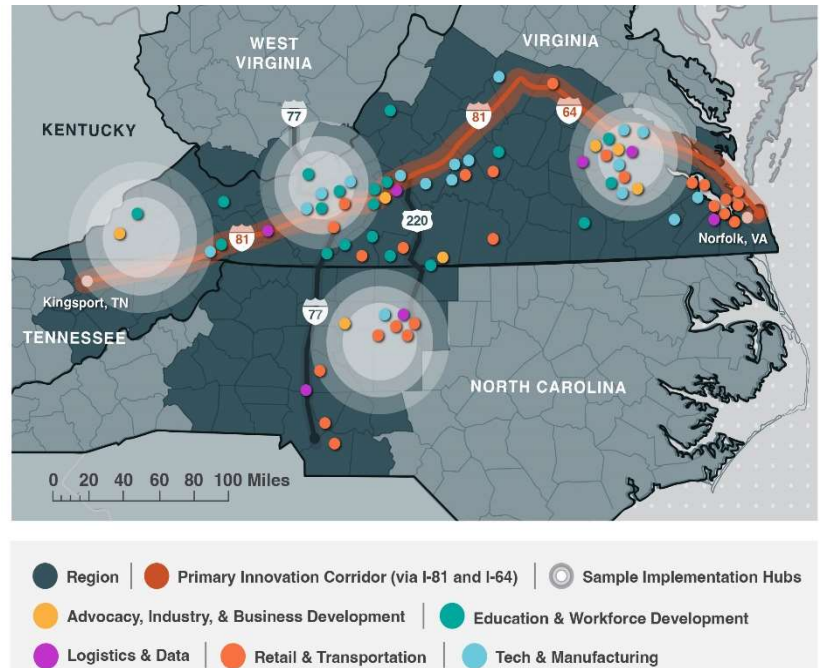 WEST
VIRGINIA
VIRGINIA
77
81
64
KENTUCKY
220
81
Norfolk, VA
Kingsport, TN
77
TENNESSEE
NORTH CAROLINA
0 20 40 60 80 100 Miles
Region | Primary Innovation Corridor (via I-81 and I-64) | Sample Implementation Hubs
Advocacy, Industry, & Business Development | Education & Workforce Development
Logistics & Data | Retail & Transportation | Tech & Manufacturing